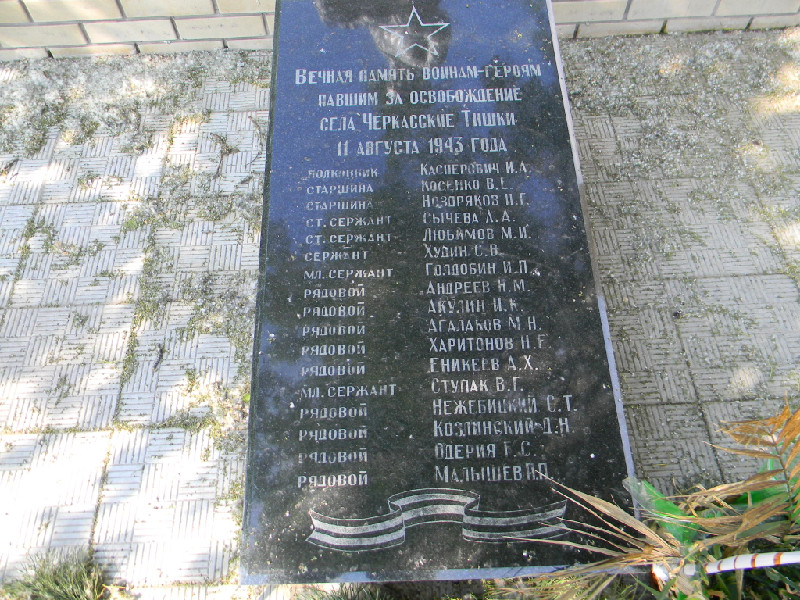 Вечная память воинам-героям
павшим за освобождение
села Черкасские Тишки
11 августа 1943 года
полковник Касперович И.А.
старшина Косенко В.Е.
старшина Ноздряков И.Г.
ст. сержант Сычева А.А.
ст. сержант Любимов М.И.
сержант Худин С.Я.
мл. сержант Голдобин И.П.
рядовой Андреев Н.М.
рядовой Акулин И.К.
рядовой Агалаков М.Н.
рядовой Харитонов Н.Е.
рядовой Еникеев А.Х.
мл. сержант Ступак В.Г.
рядовой Нежебицкий С.Т.
рядовой Козлинский Д.Н.
рядовой Одерия Г.С.
рядовой Малышев П.П.